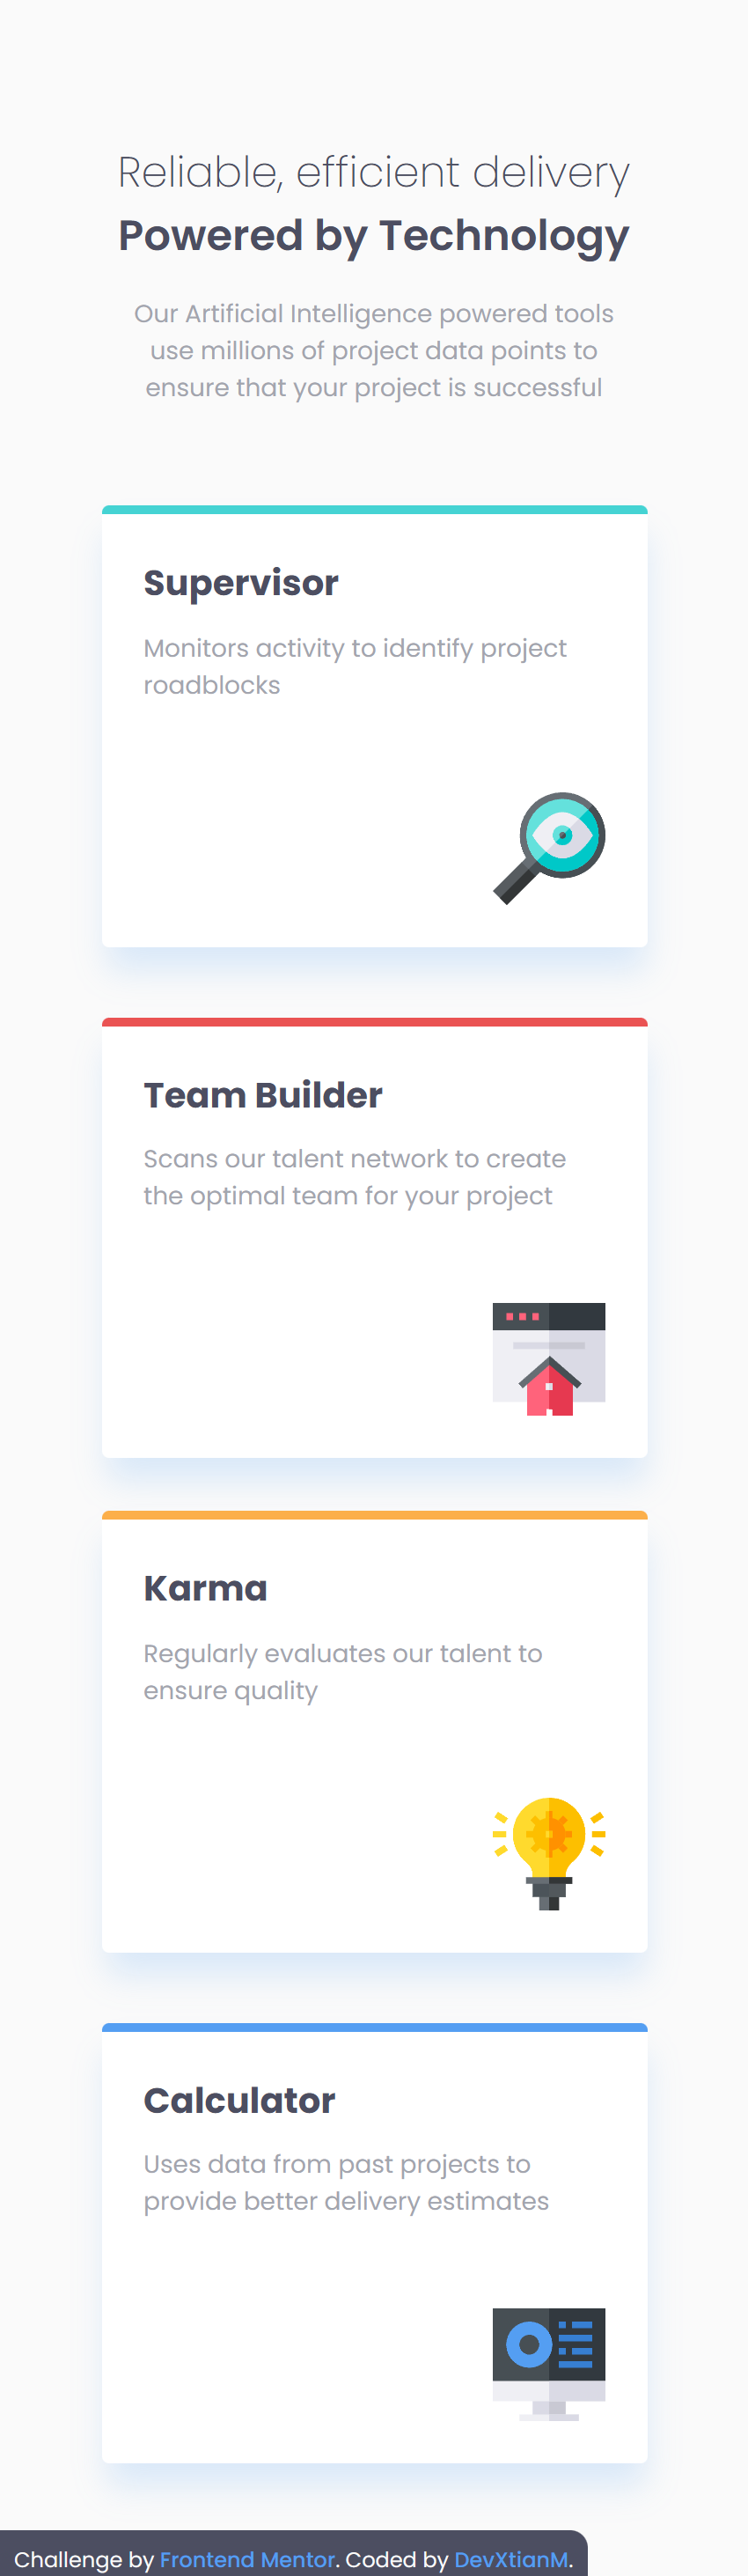 Reliable, efficient delivery
Powered by Technology
Our Artificial Intelligence powered tools
use millions of project data points to
ensure that your project is successful
Supervisor
Monitors activity to identify project
roadblocks
Team Builder
Scans our talent network to create
the optimal team for your project
Karma
Regularly evaluates our talent to
ensure quality
Calculator
Uses data from past projects to
provide better delivery estimates
Challenge by Frontend Mentor. Coded by DevXtianM.